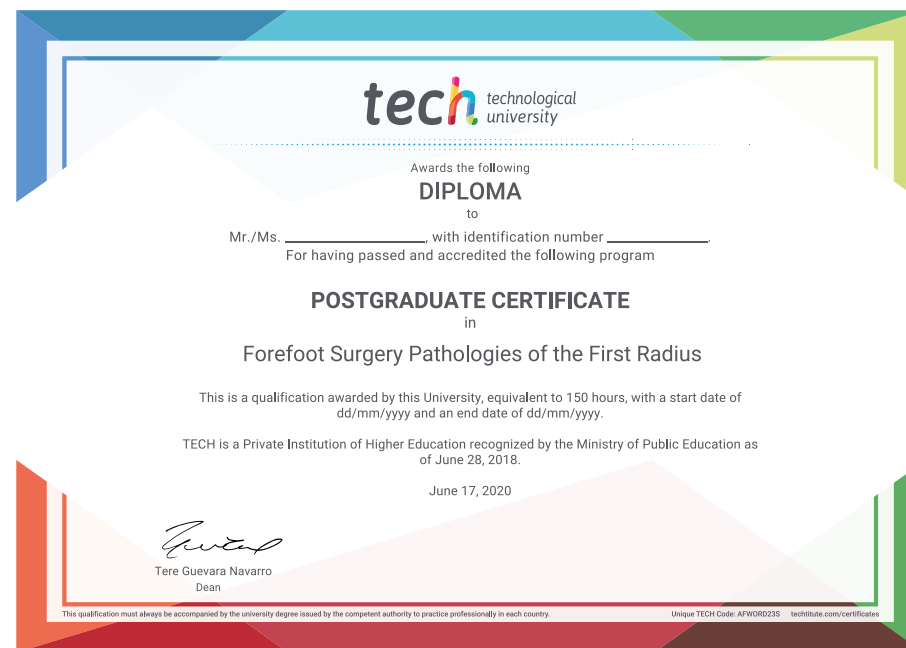 tech technological
university
Awards the following
DIPLOMA
to
Mr./Ms. ____________________, with identification number ______________.
For having passed and accredited the following program
POSTGRADUATE CERTIFICATE
in
Forefoot Surgery Pathologies of the First Radius
This is a qualification awarded by this University, equivalent to 150 hours, with a start date of
dd/mm/yyyy and an end date of dd/mm/yyyy.
TECH is a Private Institution of Higher Education recognized by the Ministry of Public Education as
of June 28, 2018.
June 17, 2020
Tere Guevara Navarro
Dean
This qualification must always be accompanied by the university degree issued by the competent authority to practice professionally in each country.
Unique TECH Code: AFWORD23S techtitute.com/certificates